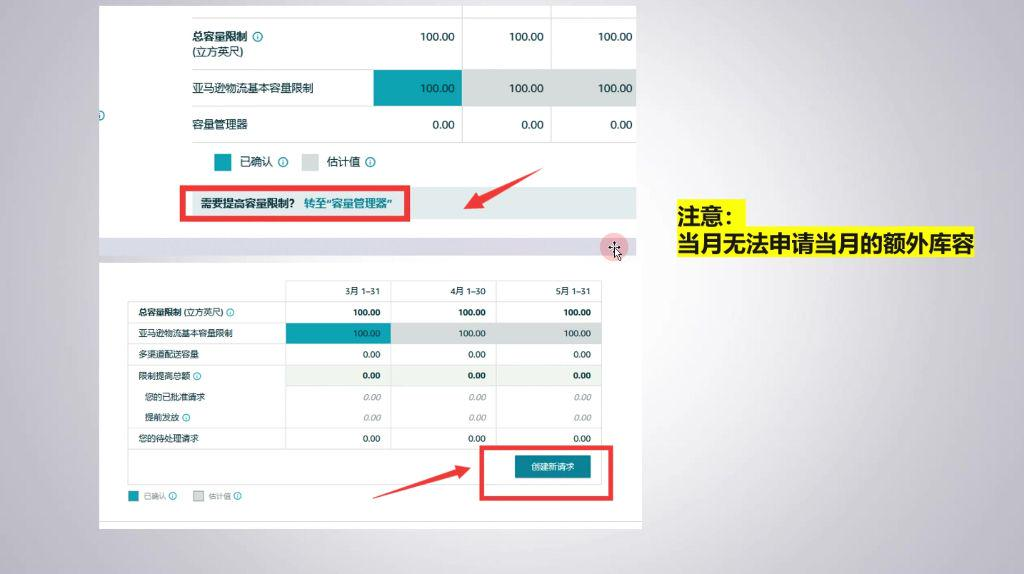 总容量限制 100.00 100.00 100.00
(立方英尺)
亚马逊物流基本容量限制 100.00 100.00 100.00
容量管理器 0.00 0.00 0.00
已确认 估计值
需要提高容量限制? 转至“容量管理器”
注意：
当月无法申请当月的额外库容
3月 1–31 4月 1–30 5月 1–31
总容量限制 (立方英尺) 100.00 100.00 100.00
亚马逊物流基本容量限制 100.00 100.00 100.00
多渠道配送容量 0.00 0.00 0.00
限制提高总额 0.00 0.00 0.00
您的已批准请求 0.00 0.00 0.00
提前发放 0.00 0.00 0.00
您的待处理请求 0.00 0.00 0.00
创建新请求
已确认 估计值